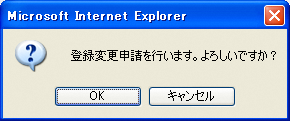 Microsoft Internet Explorer
登録変更申請を行います。よろしいですか？
OK
キャンセル